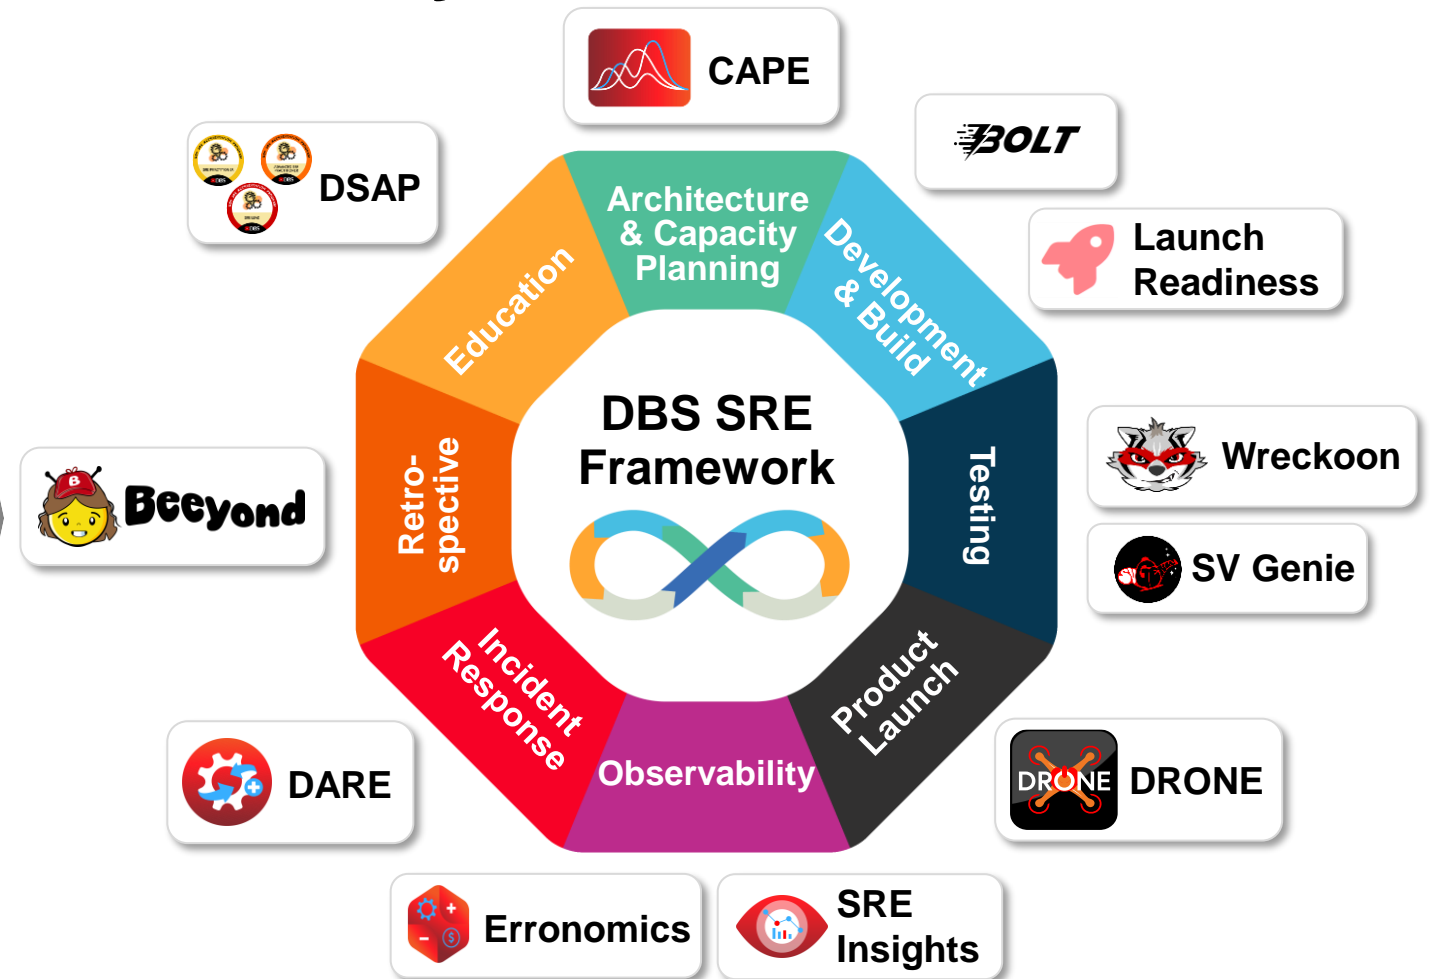 CAPE
BOLT
DSAP
Launch
Readiness
Architecture
& Capacity
Planning
Development
& Build
Education
DBS SRE
Framework
Testing
Wreckoon
SV Genie
Retro-
spective
B
Beeyond
Incident
Response
Product
Launch
Observability
DARE
DRONE
DRONE
Erronomics
SRE
Insights